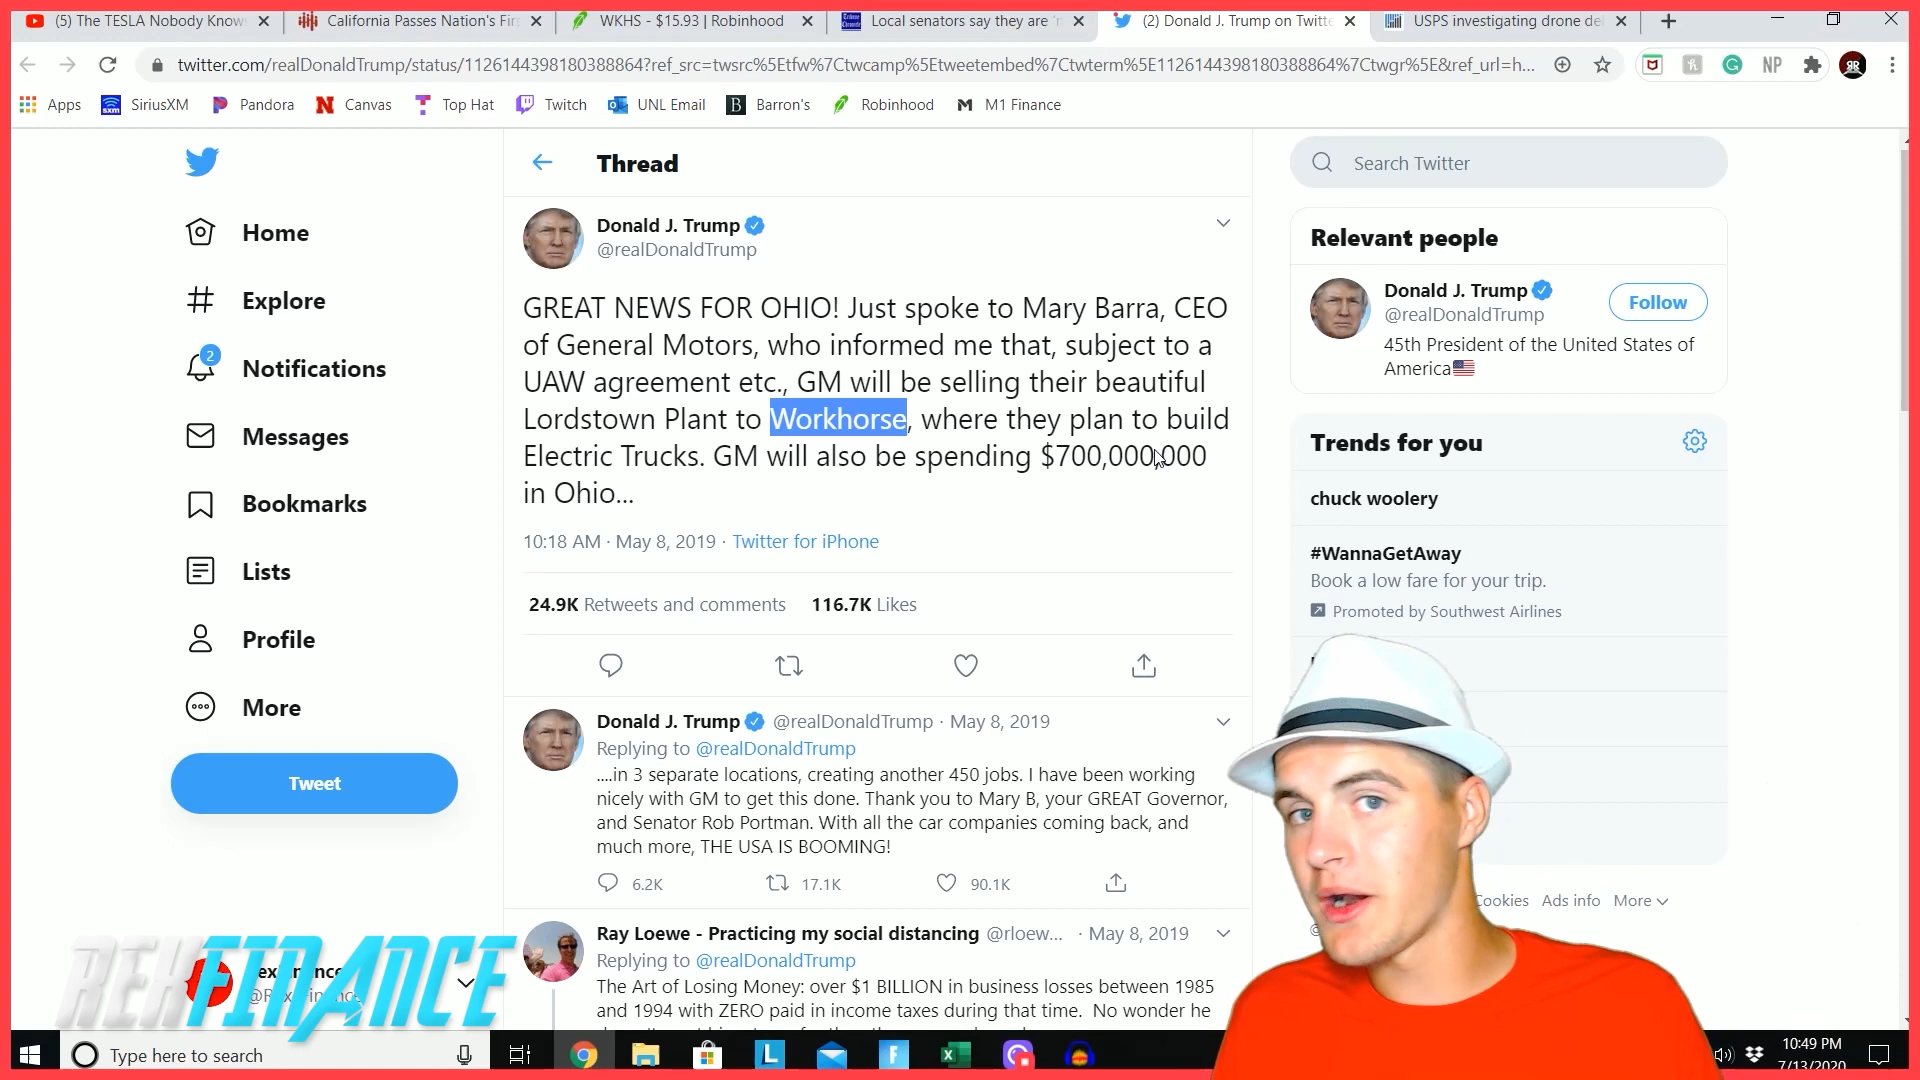 (5) The TESLA Nobody Know
California Passes Nation's Firs
WKHS - $15.93 | Robinhood
Local senators say they are 'n
(2) Donald J. Trump on Twitte
USPS investigating drone del
twitter.com/realDonaldTrump/status/1126144398180388864?ref_src=twsrc%5Etfw%7Ctwcamp%5Etweetembed%7Ctwterm%5E1126144398180388864%7Ctwgr%5E&ref_url=h...
NP
Apps
SiriusXM
Pandora
Canvas
Top Hat
Twitch
UNL Email
Barron's
Robinhood
M1 Finance
Home
Explore
2
Notifications
Messages
Bookmarks
Lists
Profile
More
Tweet
Thread
Donald J. Trump
@realDonaldTrump
GREAT NEWS FOR OHIO! Just spoke to Mary Barra, CEO
of General Motors, who informed me that, subject to a
UAW agreement etc., GM will be selling their beautiful
Lordstown Plant to Workhorse, where they plan to build
Electric Trucks. GM will also be spending $700,000,000
in Ohio...
10:18 AM · May 8, 2019 · Twitter for iPhone
24.9K Retweets and comments 116.7K Likes
Donald J. Trump @realDonaldTrump · May 8, 2019
Replying to @realDonaldTrump
....in 3 separate locations, creating another 450 jobs. I have been working
nicely with GM to get this done. Thank you to Mary B, your GREAT Governor,
and Senator Rob Portman. With all the car companies coming back, and
much more, THE USA IS BOOMING!
6.2K 17.1K 90.1K
Ray Loewe - Practicing my social distancing @rloew... · May 8, 2019
Replying to @realDonaldTrump
The Art of Losing Money: over $1 BILLION in business losses between 1985
and 1994 with ZERO paid in income taxes during that time. No wonder he
Search Twitter
Relevant people
Donald J. Trump
@realDonaldTrump
Follow
45th President of the United States of
America
Trends for you
chuck woolery
#WannaGetAway
Book a low fare for your trip.
Promoted by Southwest Airlines
Cookies Ads info More
REX FINANCE
Type here to search
10:49 PM
7/13/2020